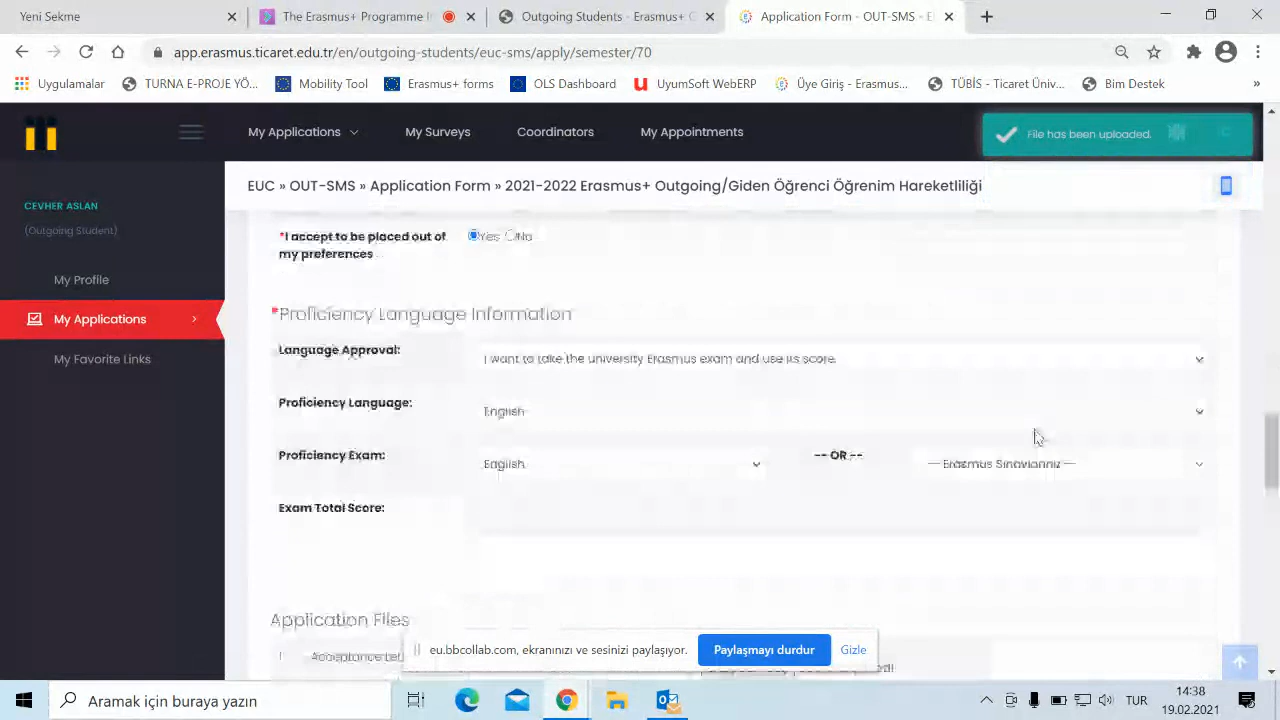 Yeni Sekme
The Erasmus+ Programme I
Outgoing Students - Erasmus+ C
Application Form - OUT-SMS - E
app.erasmus.ticaret.edu.tr/en/outgoing-students/euc-sms/apply/semester/70
Uygulamalar
TURNA E-PROJE YÖ...
Mobility Tool
Erasmus+ forms
OLS Dashboard
UyumSoft WebERP
Üye Giriş - Erasmus...
TÜBİS - Ticaret Üniv...
Bim Destek
»
My Applications
My Surveys
Coordinators
My Appointments
File has been uploaded.
EUC » OUT-SMS » Application Form » 2021-2022 Erasmus+ Outgoing/Giden Öğrenci Öğrenim Hareketliliği
CEVHER ASLAN
(Outgoing Student)
My Profile
My Applications
My Favorite Links
*I accept to be placed out of my preferences
Yes No
*Proficiency Language Information
Language Approval:
I want to take the university Erasmus exam and use its score.
Proficiency Language:
English
Proficiency Exam:
English
-- OR --
— Erasmus Sınavlarınız —
Exam Total Score:
Application Files
Acceptance Let
eu.bbcollab.com, ekranınızı ve sesinizi paylaşıyor.
Paylaşmayı durdur
Gizle
Aramak için buraya yazın
TUR
14:38
19.02.2021